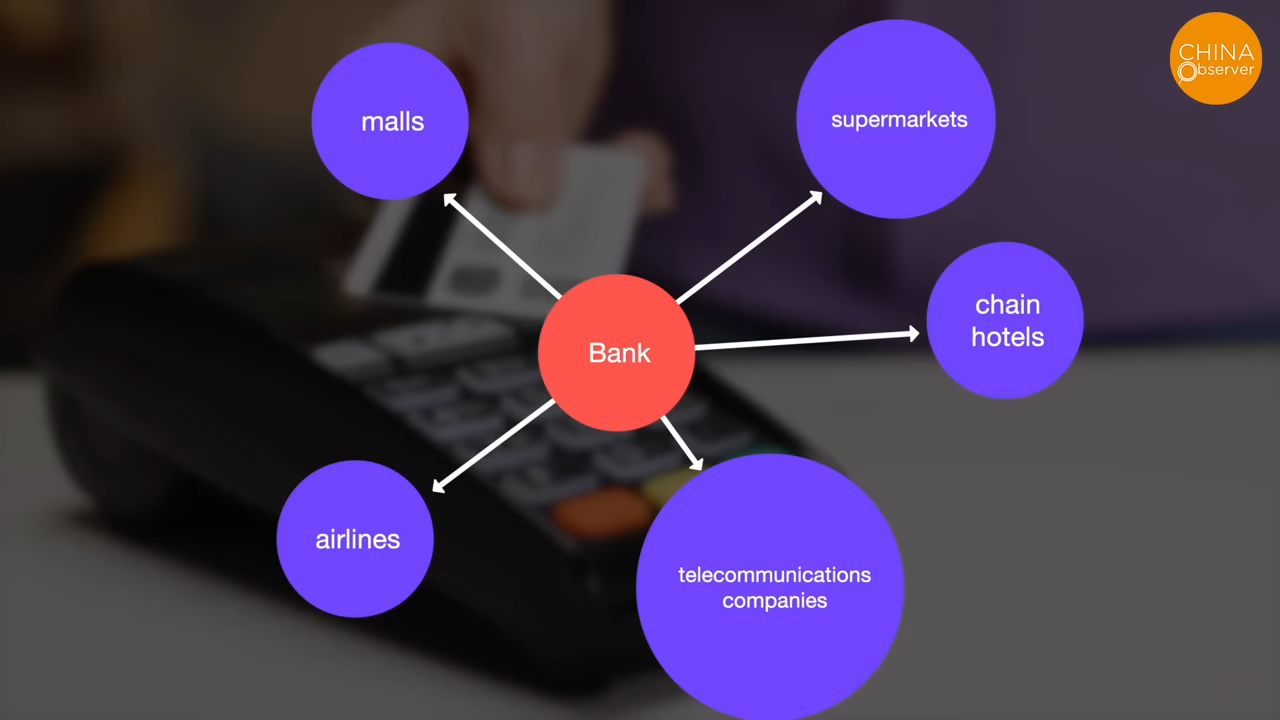 malls
supermarkets
CHINA
Observer
chain
hotels
Bank
airlines
telecommunications
companies